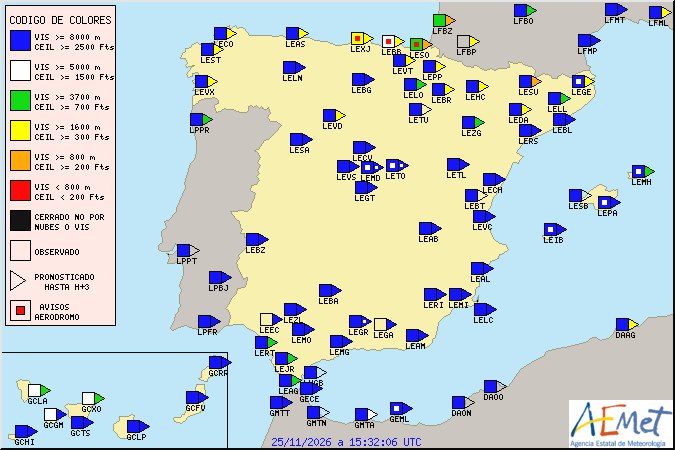 CODIGO DE COLORES
VIS >= 8000 m
CEIL >= 2500 Fts
VIS >= 5000 m
CEIL >= 1500 Fts
VIS >= 3700 m
CEIL >= 700 Fts
VIS >= 1600 m
CEIL >= 300 Fts
VIS >= 800 m
CEIL >= 200 Fts
VIS < 800 m
CEIL < 200 Fts
CERRADO NO POR
NUBES O VIS
OBSERVADO
PRONOSTICADO
HASTA H+3
AVISOS
AERODROMO
LFBO
LFMT
LFML
LFBZ
LECO
LEAS
LEXJ
LEBB
LESO
LFBP
LFMP
LEST
LEVT
LEPP
LELN
LEVX
LEBG
LELO
LEBR
LEHC
LESU
LEGE
LELL
LPPR
LEVD
LETU
LEZG
LEDA
LEBL
LERS
LESA
LECV
LEVS
LEMD
LETO
LETL
LEGT
LECH
LEMH
LEBT
LESB
LEPA
LEVC
LEIB
LEAB
LEBZ
LPPT
LEAL
LPBJ
LEBA
LERI
LEMI
LELC
LEZL
LPFR
LEEC
LEMO
LEGR
LEGA
LEAM
DAAG
LERT
LEMG
LEJR
GCRR
LEAG
GECE
DAOO
GCLA
GCXO
GCFV
GMTT
GMTN
GMTA
GEML
DAON
GCGM
GCTS
GCLP
GCHI
25/11/2026 a 15:32:06 UTC
AEMet
Agencia Estatal de Meteorología